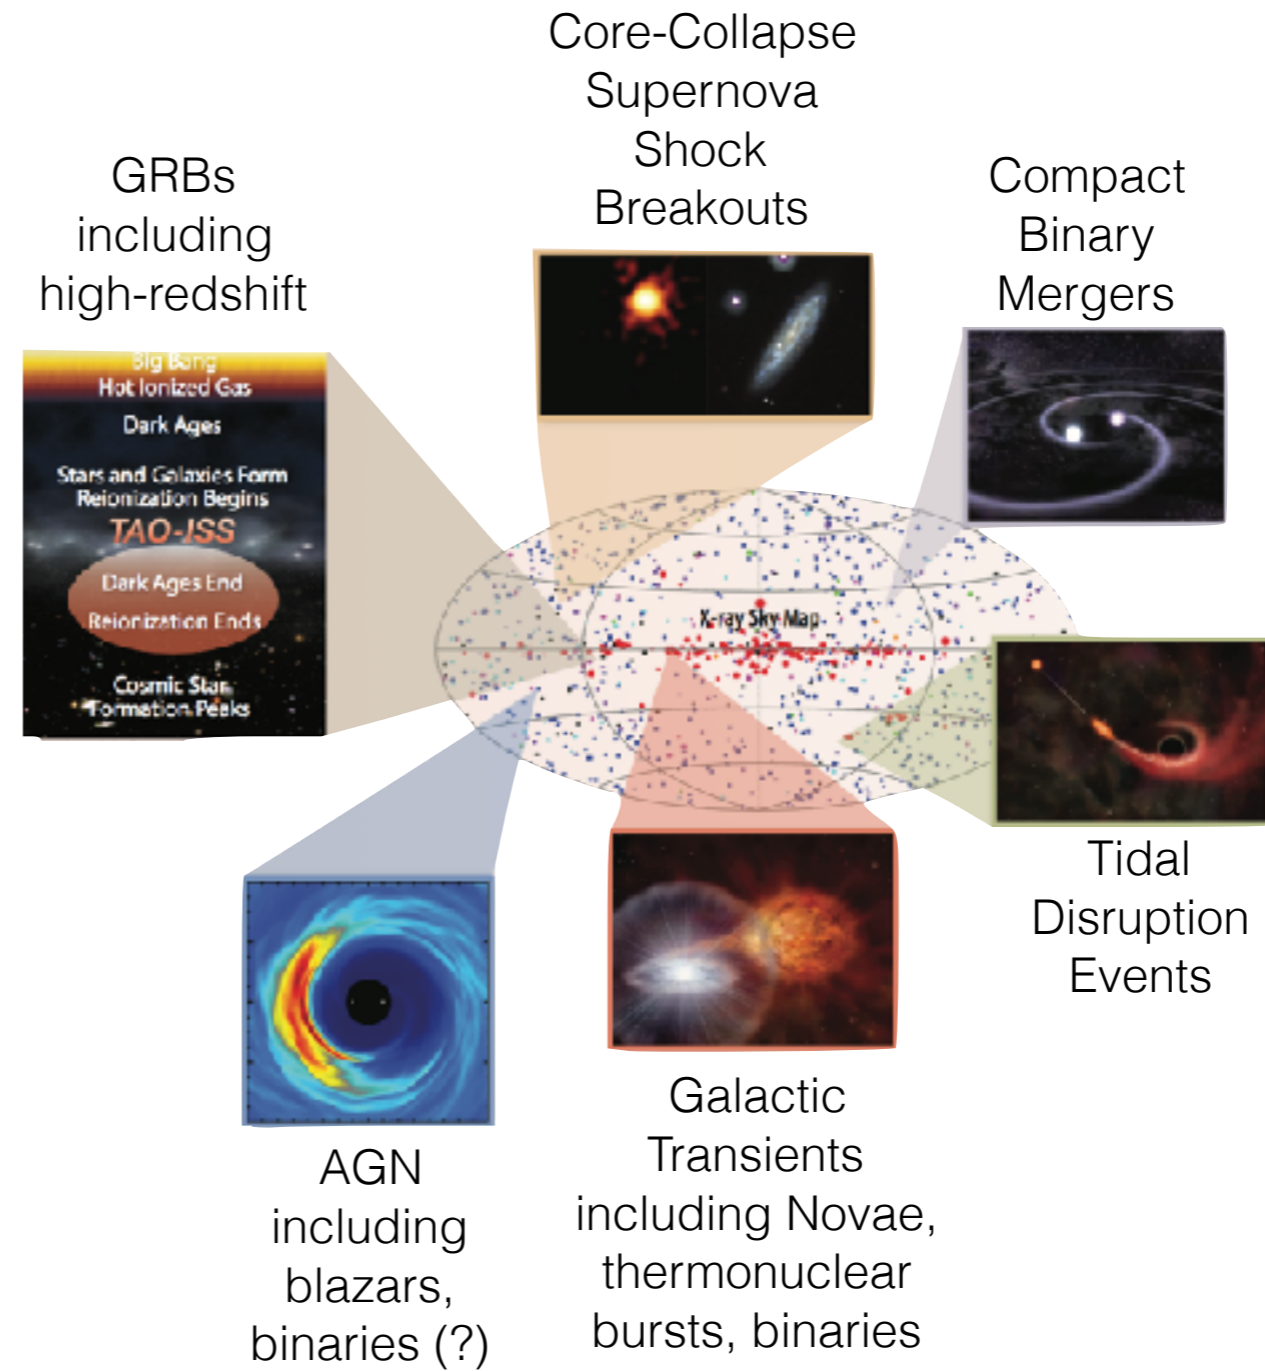 Core-Collapse
Supernova
Shock
Breakouts
GRBs
including
high-redshift
Compact
Binary
Mergers
Big Bang
Hot Ionized Gas
Dark Ages
Stars and Galaxies Form
Reionization Begins
TAO-ISS
Dark Ages End
Reionization Ends
Cosmic Star
Formation Peeks
X-ray Sky Map
Tidal
Disruption
Events
AGN
including
blazars,
binaries (?)
Galactic
Transients
including Novae,
thermonuclear
bursts, binaries